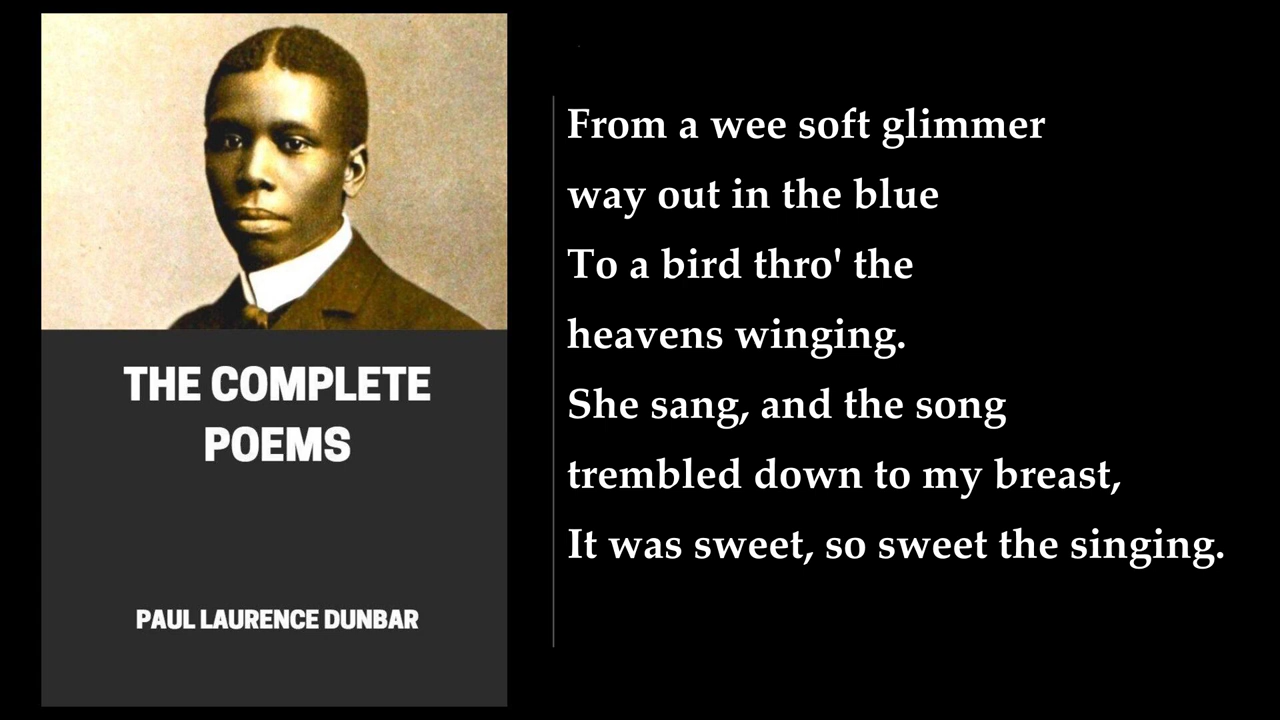 THE COMPLETE
POEMS
PAUL LAURENCE DUNBAR
From a wee soft glimmer
way out in the blue
To a bird thro' the
heavens winging.
She sang, and the song
trembled down to my breast,
It was sweet, so sweet the singing.